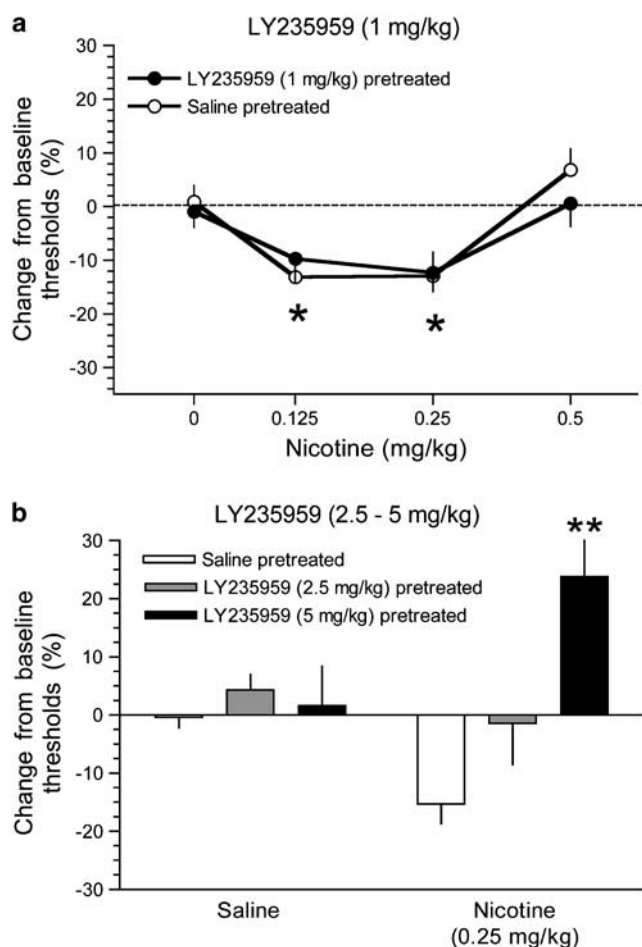 a
LY235959 (1 mg/kg)
30
20
10
0
-10
-20
-30
Change from baseline
thresholds (%)
LY235959 (1 mg/kg) pretreated
Saline pretreated
*
*
0
0.125
0.25
0.5
Nicotine (mg/kg)
b
LY235959 (2.5 - 5 mg/kg)
30
20
10
0
-10
-20
-30
Change from baseline
thresholds (%)
Saline pretreated
LY235959 (2.5 mg/kg) pretreated
LY235959 (5 mg/kg) pretreated
**
Saline
Nicotine
(0.25 mg/kg)